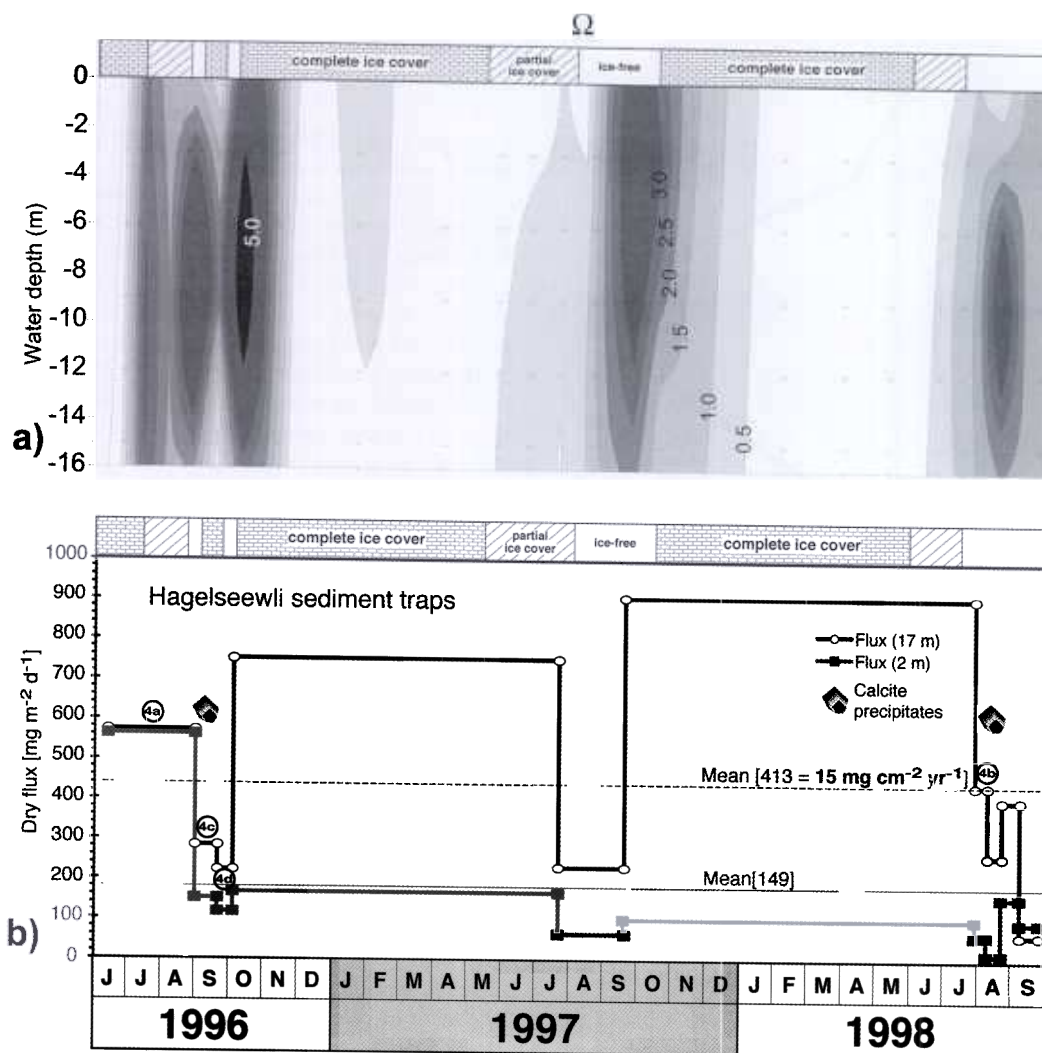 Ω
complete ice cover
partial
ice cover
ice-free
complete ice cover
0
-2
-4
-6
-8
-10
-12
-14
-16
Water depth (m)
5.0
3.0
2.5
2.0
1.5
1.0
0.5
a)
complete ice cover
partial
ice cover
ice-free
complete ice cover
1000
900
800
700
600
500
400
300
200
100
0
Dry flux [mg m⁻² d⁻¹]
Hagelseewli sediment traps
Flux (17 m)
Flux (2 m)
Calcite
precipitates
4a
4c
4d
4b
Mean [413 = 15 mg cm⁻² yr⁻¹]
Mean[149]
b)
J J A S O N D J F M A M J J A S O N D J F M A M J J A S
1996 1997 1998